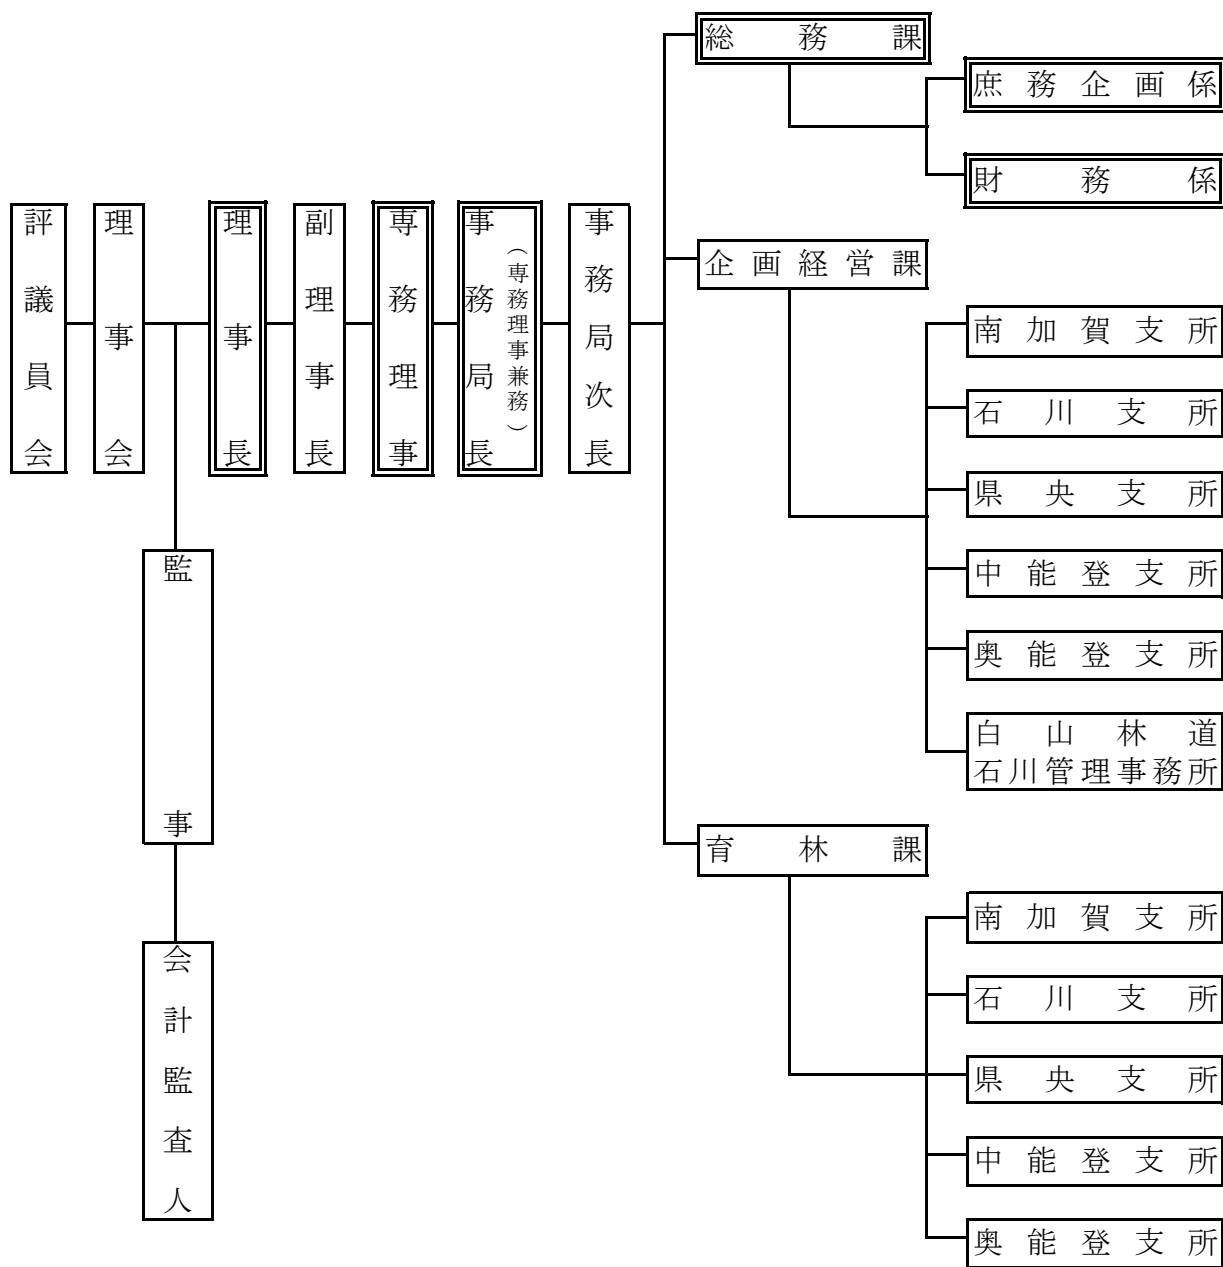 評議員会
理事会
理事長
副理事長
専務理事
事務局長
（専務理事兼務）
事務局次長
監事
会計監査人
総務課
庶務企画係
財務係
企画経営課
南加賀支所
石川支所
県央支所
中能登支所
奥能登支所
白山林道
石川管理事務所
育林課
南加賀支所
石川支所
県央支所
中能登支所
奥能登支所